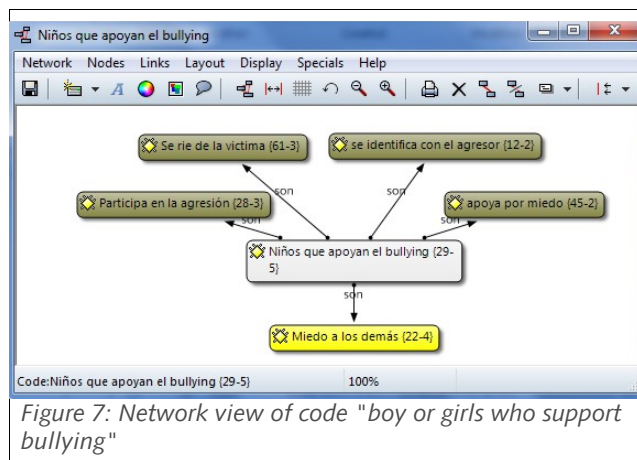 Niños que apoyan el bullying
Network Nodes Links Layout Display Specials Help
A
Se rie de la victima {61-3}
se identifica con el agresor {12-2}
son
son
Participa en la agresión {28-3}
apoya por miedo {45-2}
son
son
Niños que apoyan el bullying {29-
5}
son
Miedo a los demás {22-4}
Code:Niños que apoyan el bullying {29-5} 100%
Figure 7: Network view of code "boy or girls who support
bullying"